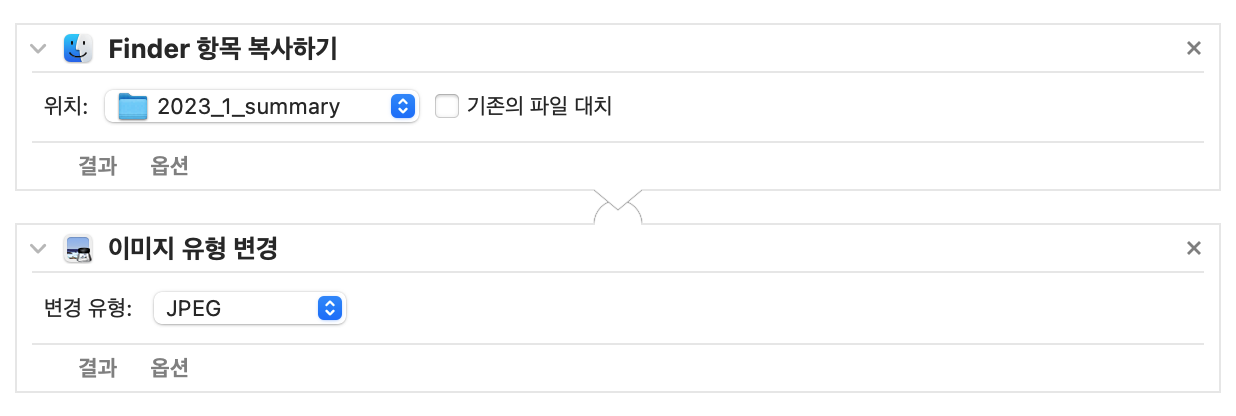 Finder 항목 복사하기
위치: 2023_1_summary 기존의 파일 대치
결과 옵션
이미지 유형 변경
변경 유형: JPEG
결과 옵션